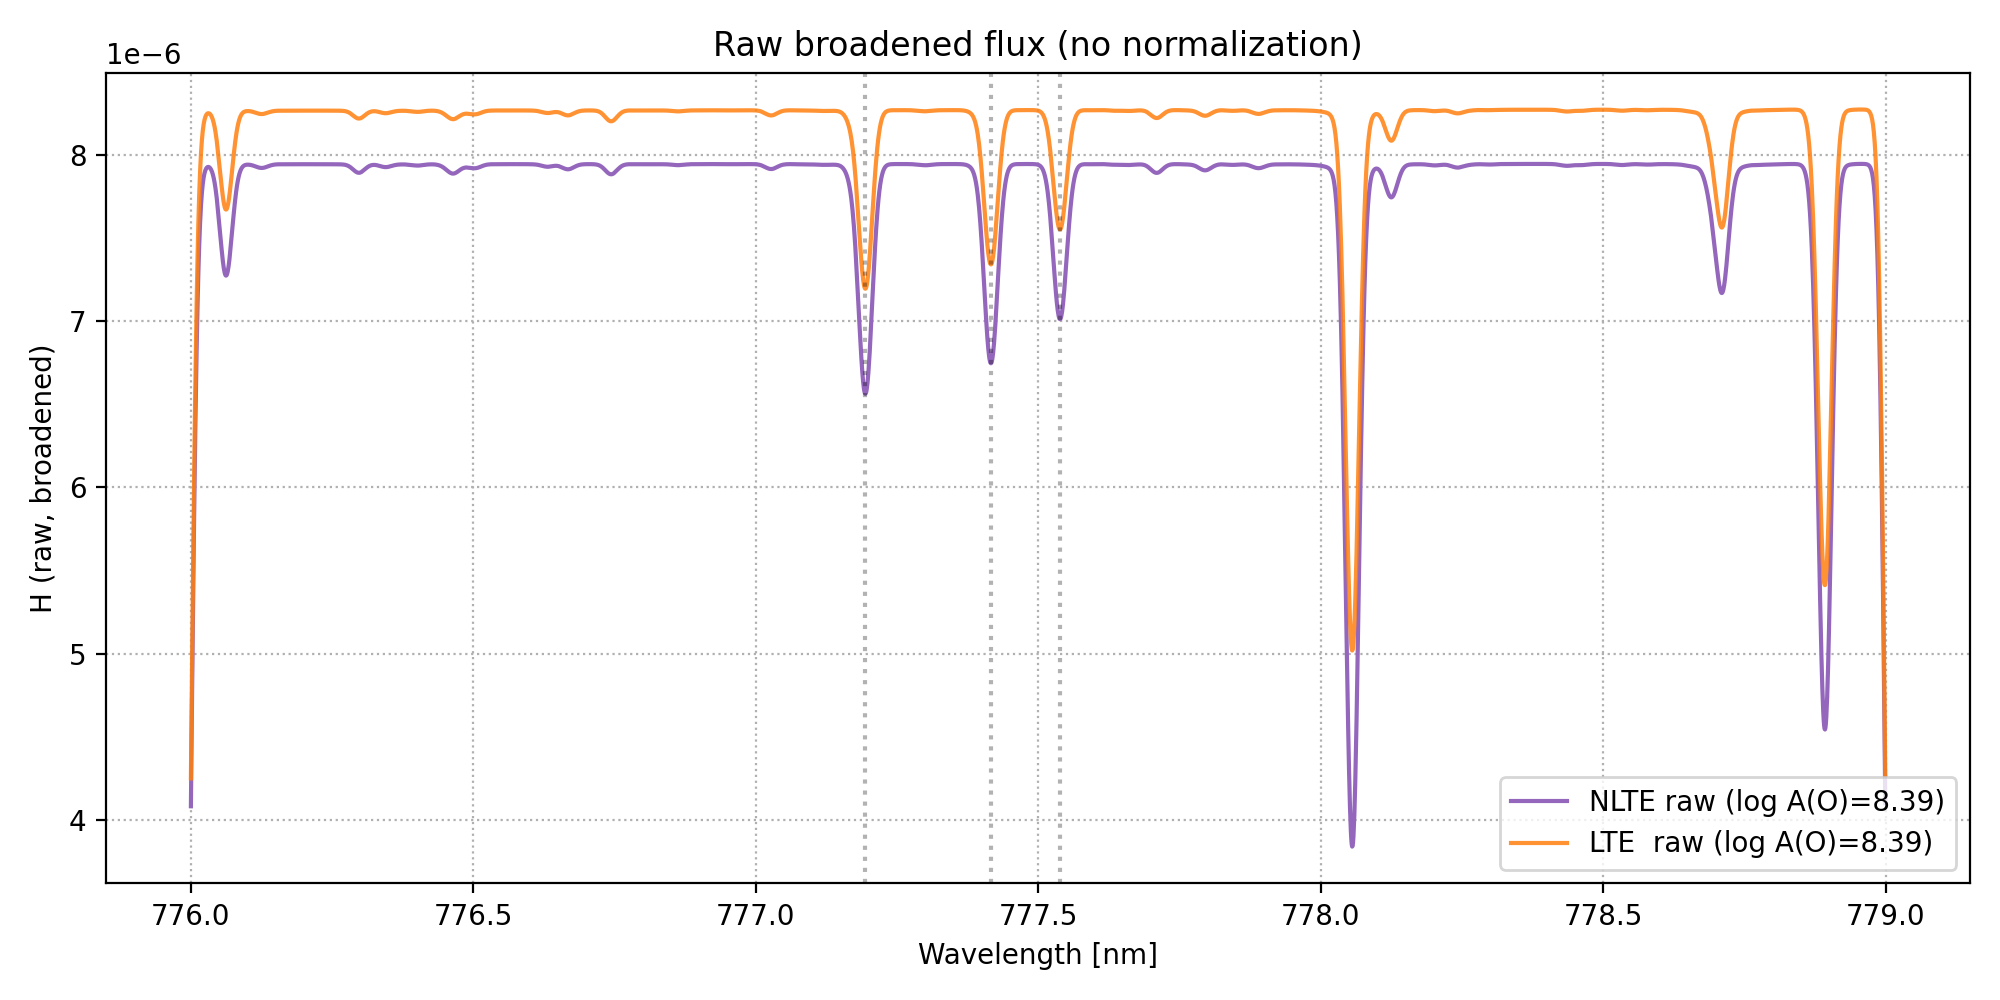 Raw broadened flux (no normalization)
1e−6
8
7
6
5
4
H (raw, broadened)
776.0 776.5 777.0 777.5 778.0 778.5 779.0
Wavelength [nm]
NLTE raw (log A(O)=8.39)
LTE  raw (log A(O)=8.39)